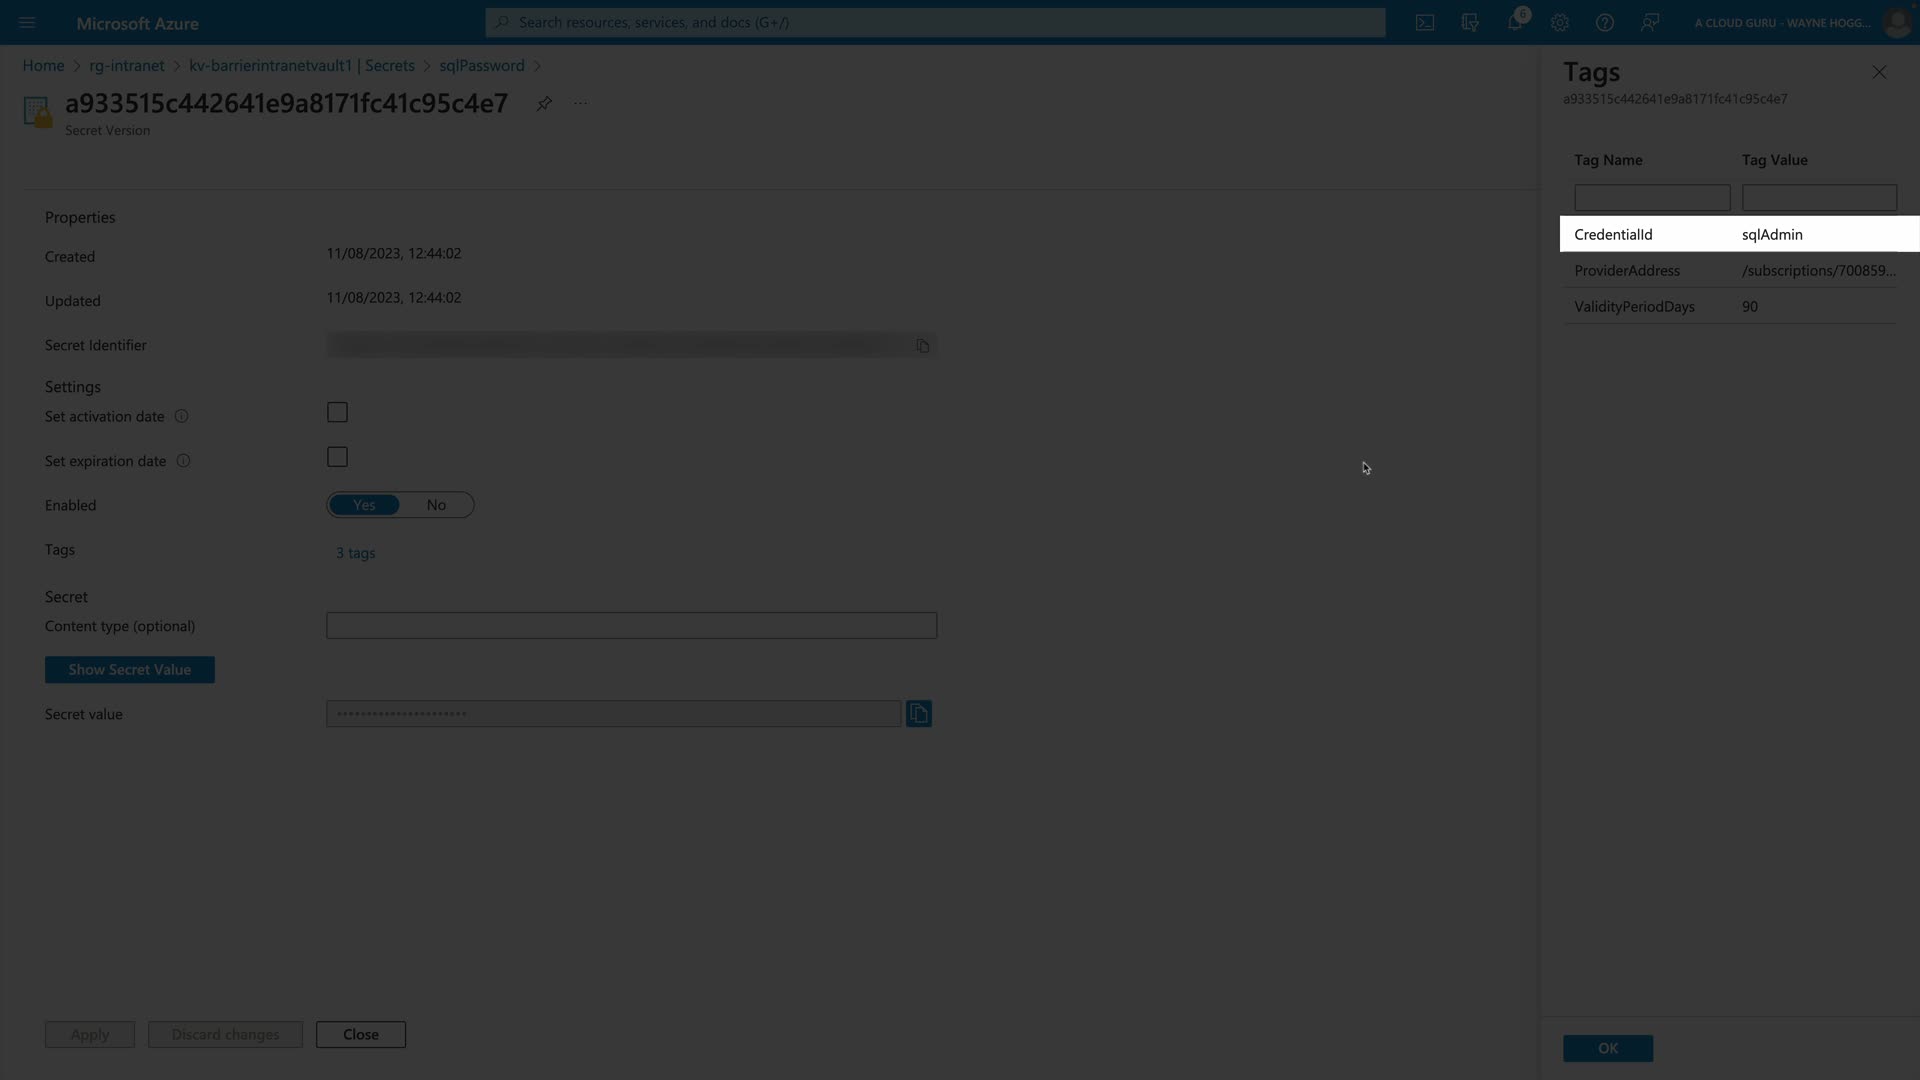 Microsoft Azure
Search resources, services, and docs (G+/)
6
A CLOUD GURU - WAYNE HOGG...
Home > rg-intranet > kv-barrierintranetvault1 | Secrets > sqlPassword >
a933515c442641e9a8171fc41c95c4e7 ...
Secret Version
Properties
Created 11/08/2023, 12:44:02
Updated 11/08/2023, 12:44:02
Secret Identifier
Settings
Set activation date
Set expiration date
Enabled Yes No
Tags 3 tags
Secret
Content type (optional)
Show Secret Value
Secret value ••••••••••••••••••••••
Apply Discard changes Close
Tags
a933515c442641e9a8171fc41c95c4e7
Tag Name Tag Value
CredentialId sqlAdmin
ProviderAddress /subscriptions/700859...
ValidityPeriodDays 90
OK